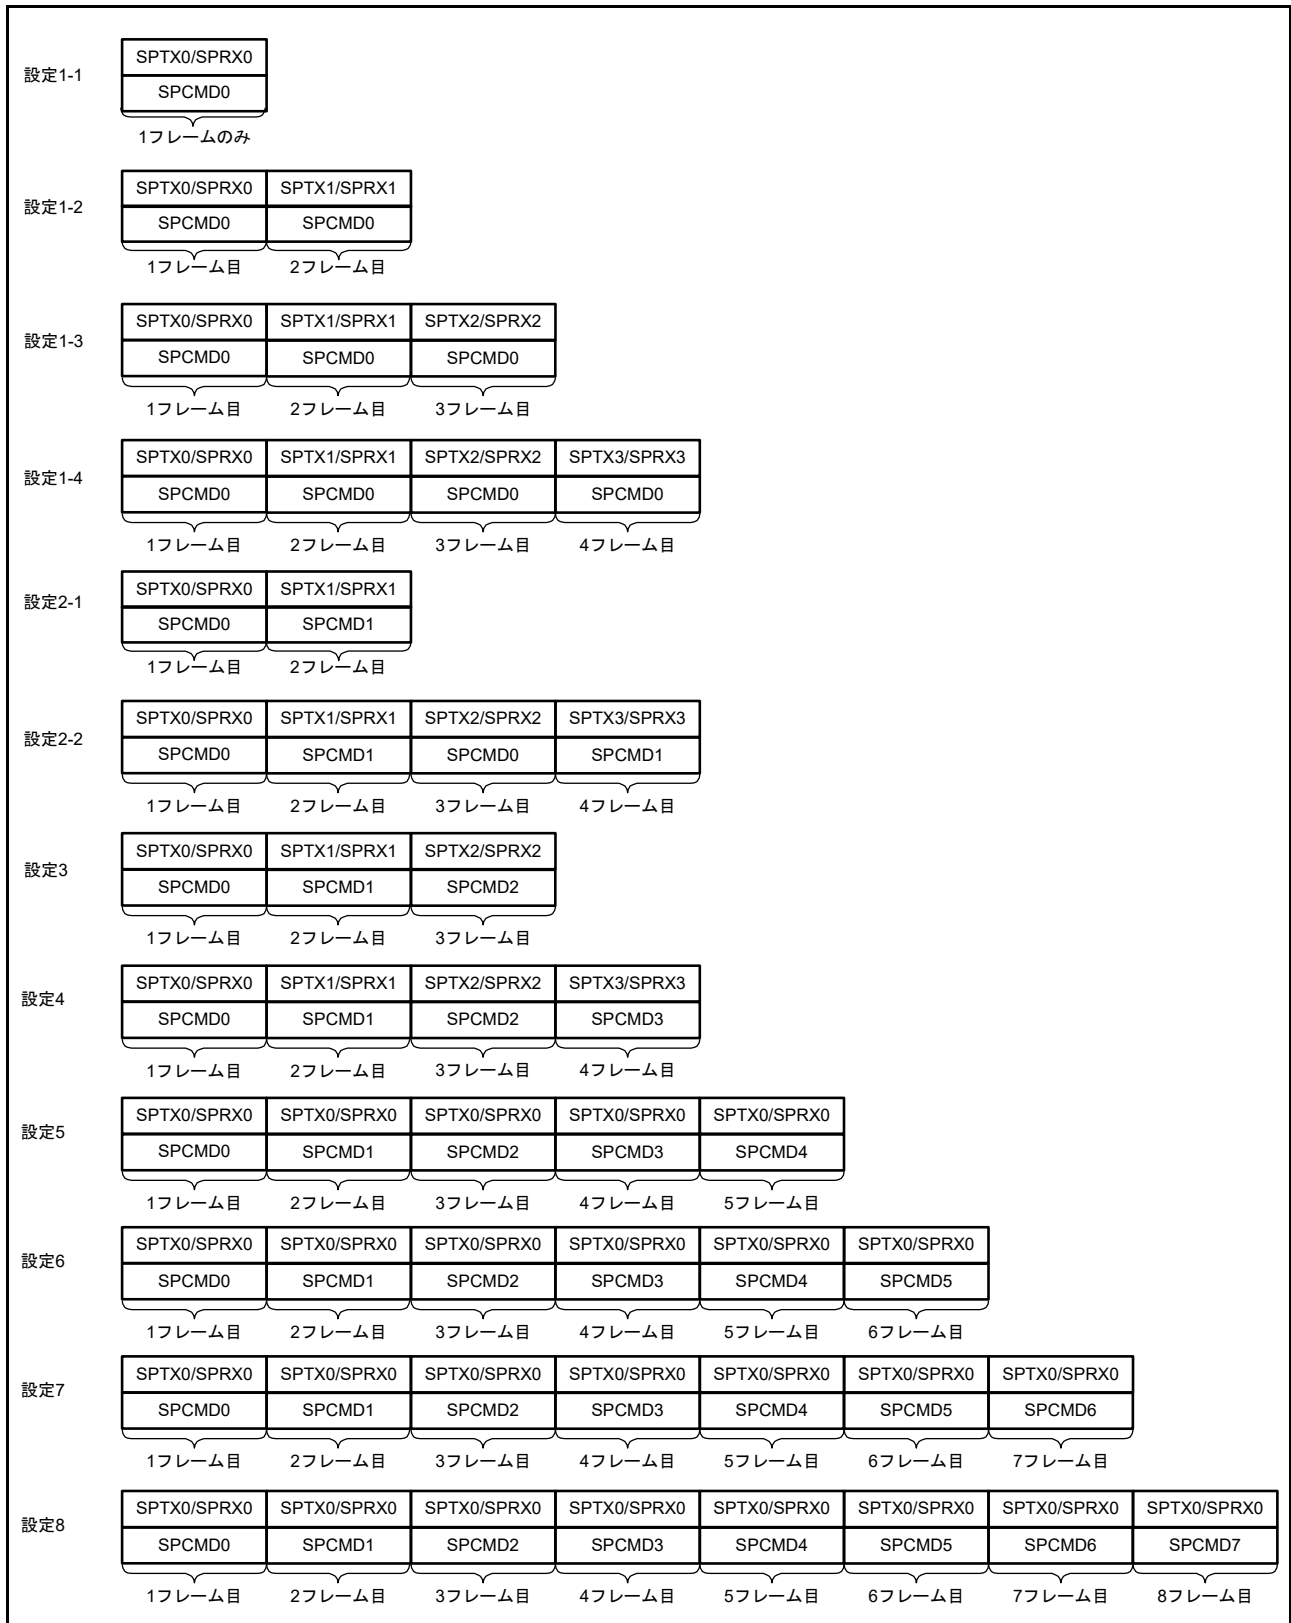 設定1-1
SPTX0/SPRX0
SPCMD0
1フレームのみ
設定1-2
SPTX0/SPRX0 SPTX1/SPRX1
SPCMD0 SPCMD0
1フレーム目 2フレーム目
設定1-3
SPTX0/SPRX0 SPTX1/SPRX1 SPTX2/SPRX2
SPCMD0 SPCMD0 SPCMD0
1フレーム目 2フレーム目 3フレーム目
設定1-4
SPTX0/SPRX0 SPTX1/SPRX1 SPTX2/SPRX2 SPTX3/SPRX3
SPCMD0 SPCMD0 SPCMD0 SPCMD0
1フレーム目 2フレーム目 3フレーム目 4フレーム目
設定2-1
SPTX0/SPRX0 SPTX1/SPRX1
SPCMD0 SPCMD1
1フレーム目 2フレーム目
設定2-2
SPTX0/SPRX0 SPTX1/SPRX1 SPTX2/SPRX2 SPTX3/SPRX3
SPCMD0 SPCMD1 SPCMD0 SPCMD1
1フレーム目 2フレーム目 3フレーム目 4フレーム目
設定3
SPTX0/SPRX0 SPTX1/SPRX1 SPTX2/SPRX2
SPCMD0 SPCMD1 SPCMD2
1フレーム目 2フレーム目 3フレーム目
設定4
SPTX0/SPRX0 SPTX1/SPRX1 SPTX2/SPRX2 SPTX3/SPRX3
SPCMD0 SPCMD1 SPCMD2 SPCMD3
1フレーム目 2フレーム目 3フレーム目 4フレーム目
設定5
SPTX0/SPRX0 SPTX0/SPRX0 SPTX0/SPRX0 SPTX0/SPRX0 SPTX0/SPRX0
SPCMD0 SPCMD1 SPCMD2 SPCMD3 SPCMD4
1フレーム目 2フレーム目 3フレーム目 4フレーム目 5フレーム目
設定6
SPTX0/SPRX0 SPTX0/SPRX0 SPTX0/SPRX0 SPTX0/SPRX0 SPTX0/SPRX0 SPTX0/SPRX0
SPCMD0 SPCMD1 SPCMD2 SPCMD3 SPCMD4 SPCMD5
1フレーム目 2フレーム目 3フレーム目 4フレーム目 5フレーム目 6フレーム目
設定7
SPTX0/SPRX0 SPTX0/SPRX0 SPTX0/SPRX0 SPTX0/SPRX0 SPTX0/SPRX0 SPTX0/SPRX0 SPTX0/SPRX0
SPCMD0 SPCMD1 SPCMD2 SPCMD3 SPCMD4 SPCMD5 SPCMD6
1フレーム目 2フレーム目 3フレーム目 4フレーム目 5フレーム目 6フレーム目 7フレーム目
設定8
SPTX0/SPRX0 SPTX0/SPRX0 SPTX0/SPRX0 SPTX0/SPRX0 SPTX0/SPRX0 SPTX0/SPRX0 SPTX0/SPRX0 SPTX0/SPRX0
SPCMD0 SPCMD1 SPCMD2 SPCMD3 SPCMD4 SPCMD5 SPCMD6 SPCMD7
1フレーム目 2フレーム目 3フレーム目 4フレーム目 5フレーム目 6フレーム目 7フレーム目 8フレーム目